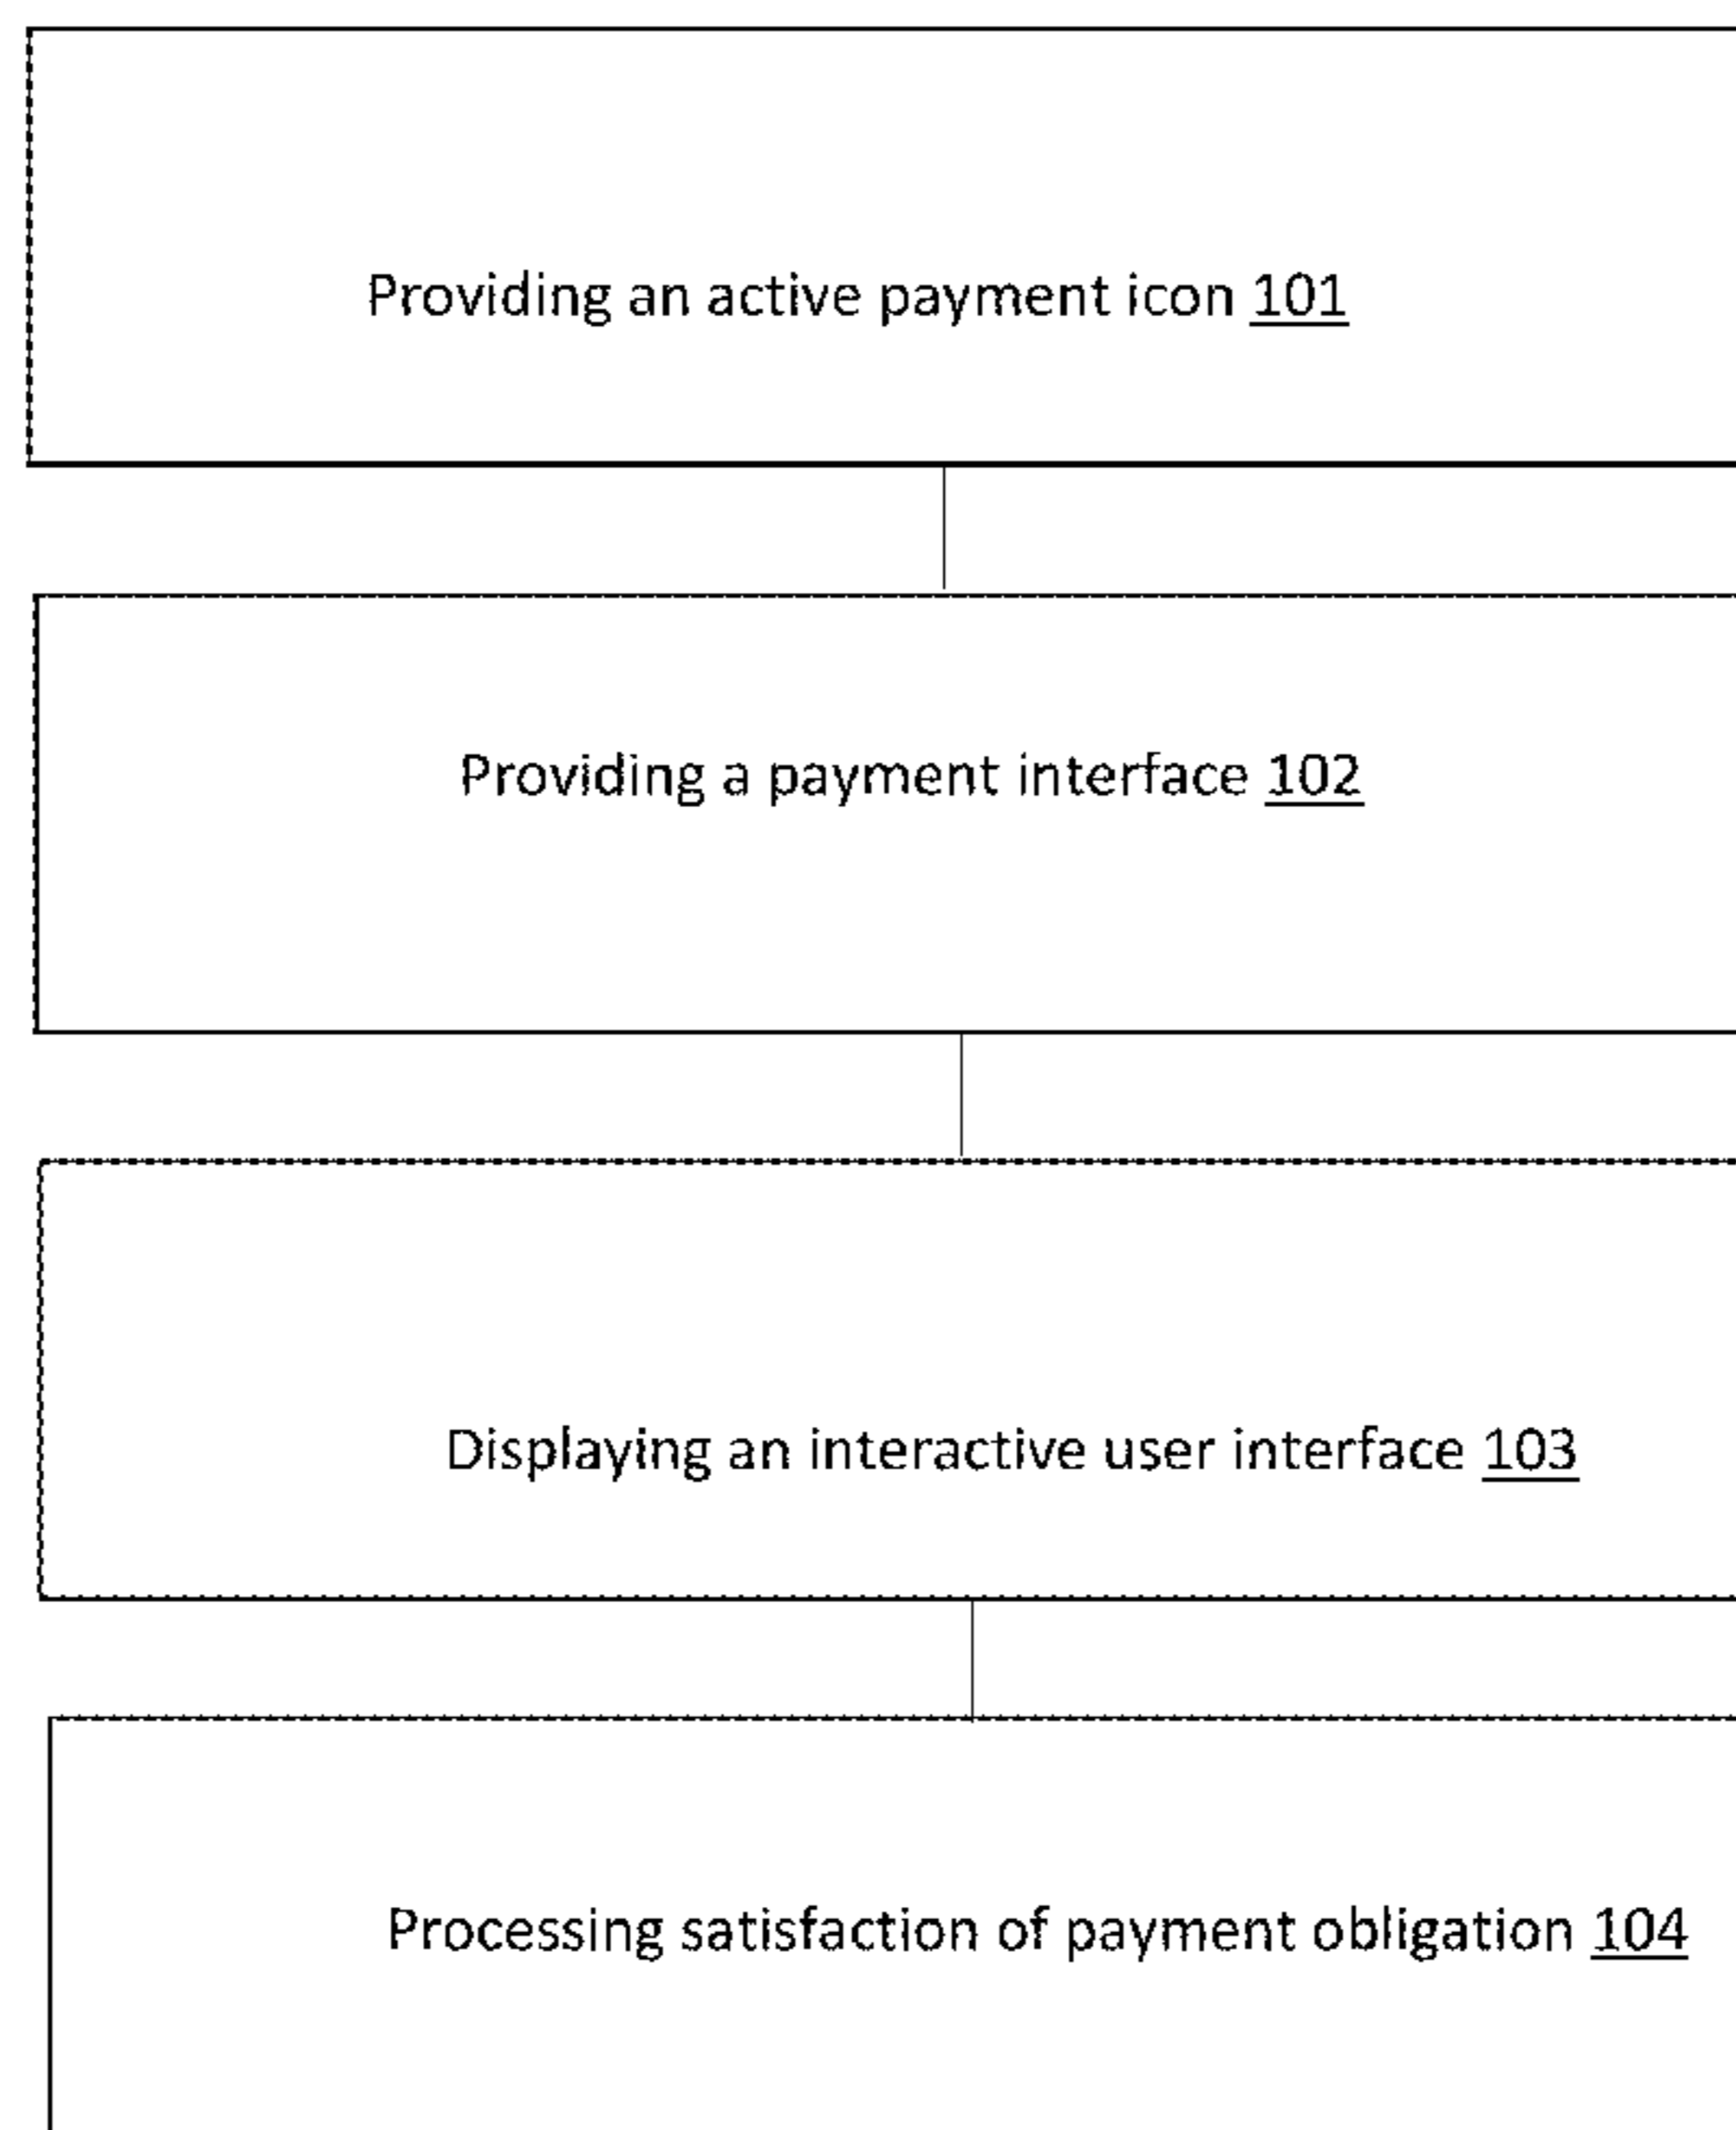 Providing an active payment icon 101
Providing a payment interface 102
Displaying an interactive user interface 103
Processing satisfaction of payment obligation 104